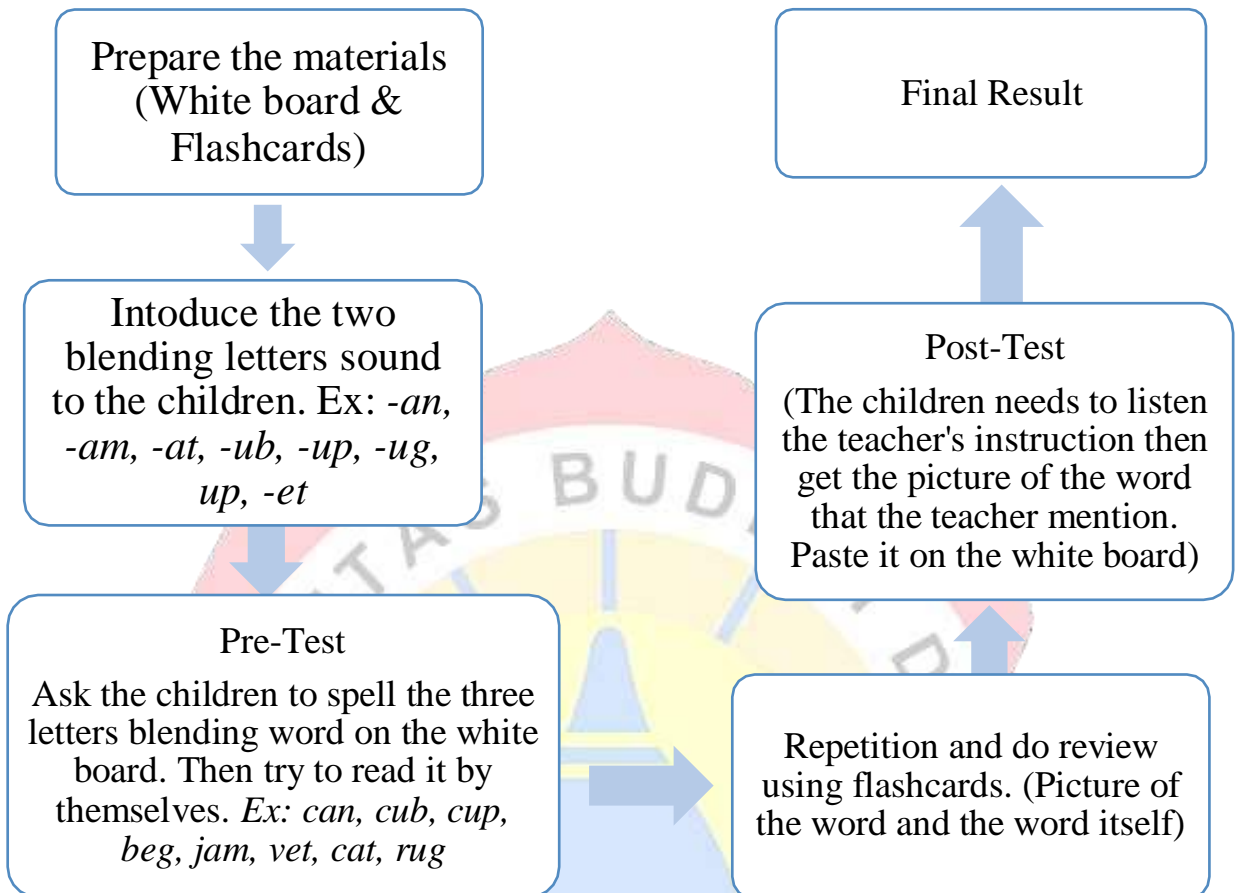 Prepare the materials
(White board &
Flashcards)
Intoduce the two
blending letters sound
to the children. Ex: -an,
-am, -at, -ub, -up, -ug,
up, -et
Pre-Test
Ask the children to spell the three
letters blending word on the white
board. Then try to read it by
themselves. Ex: can, cub, cup,
beg, jam, vet, cat, rug
Repetition and do review
using flashcards. (Picture of
the word and the word itself)
Post-Test
(The children needs to listen
the teacher's instruction then
get the picture of the word
that the teacher mention.
Paste it on the white board)
Final Result